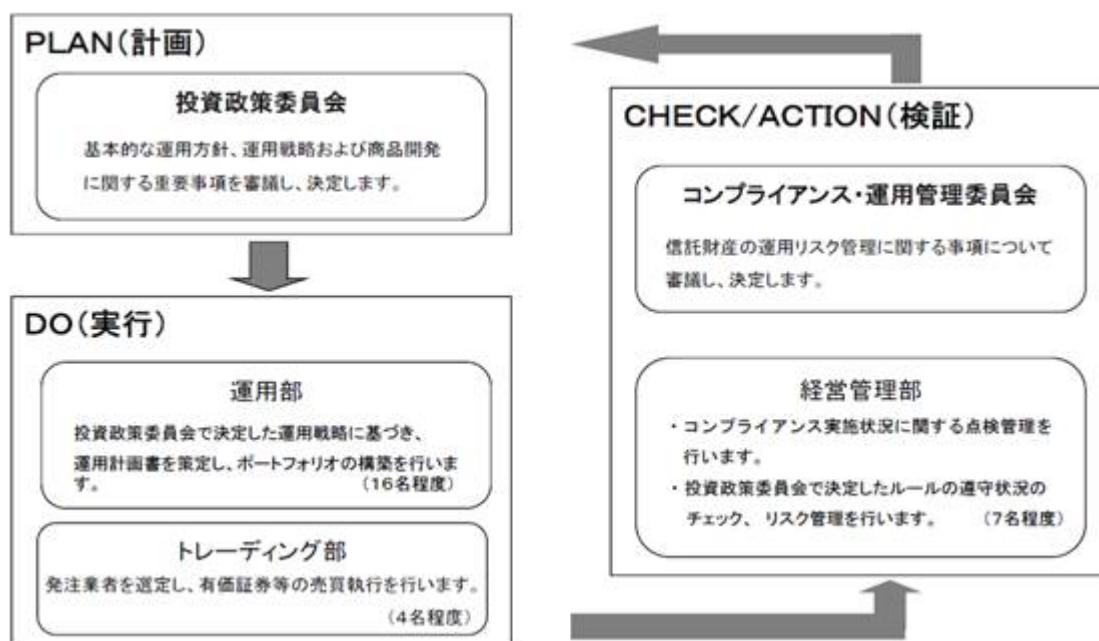 PLAN(計画)
投資政策委員会
基本的な運用方針、運用戦略および商品開発
に関する重要事項を審議し、決定します。
DO(実行)
運用部
投資政策委員会で決定した運用戦略に基づき、
運用計画書を策定し、ポートフォリオの構築を行いま
す。 (16名程度)
トレーディング部
発注業者を選定し、有価証券等の売買執行を行います。
(4名程度)
CHECK/ACTION(検証)
コンプライアンス・運用管理委員会
信託財産の運用リスク管理に関する事項について
審議し、決定します。
経営管理部
・コンプライアンス実施状況に関する点検管理を
行います。
・投資政策委員会で決定したルールの遵守状況の
チェック、リスク管理を行います。 (7名程度)